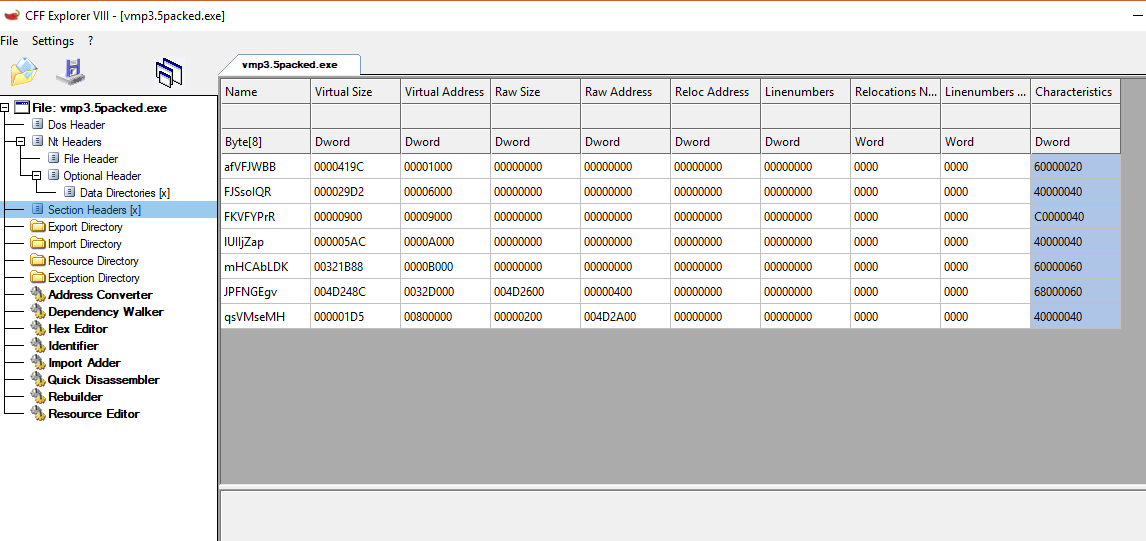 CFF Explorer VIII - [vmp3.5packed.exe]
File Settings ?
vmp3.5packed.exe
File: vmp3.5packed.exe
Dos Header
Nt Headers
File Header
Optional Header
Data Directories [x]
Section Headers [x]
Export Directory
Import Directory
Resource Directory
Exception Directory
Address Converter
Dependency Walker
Hex Editor
Identifier
Import Adder
Quick Disassembler
Rebuilder
Resource Editor
Name Virtual Size Virtual Address Raw Size Raw Address Reloc Address Linenumbers Relocations N... Linenumbers ... Characteristics
Byte[8] Dword Dword Dword Dword Dword Dword Word Word Dword
afVFJWBB 0000419C 00001000 00000000 00000000 00000000 00000000 0000 0000 60000020
FJSsoIQR 000029D2 00006000 00000000 00000000 00000000 00000000 0000 0000 40000040
FKVFYPrR 00000900 00009000 00000000 00000000 00000000 00000000 0000 0000 C0000040
IUIljZap 000005AC 0000A000 00000000 00000000 00000000 00000000 0000 0000 40000040
mHCAbLDK 00321B88 0000B000 00000000 00000000 00000000 00000000 0000 0000 60000060
JPFNGEgv 004D248C 0032D000 004D2600 00000400 00000000 00000000 0000 0000 68000060
qsVMseMH 000001D5 00800000 00000200 004D2A00 00000000 00000000 0000 0000 40000040